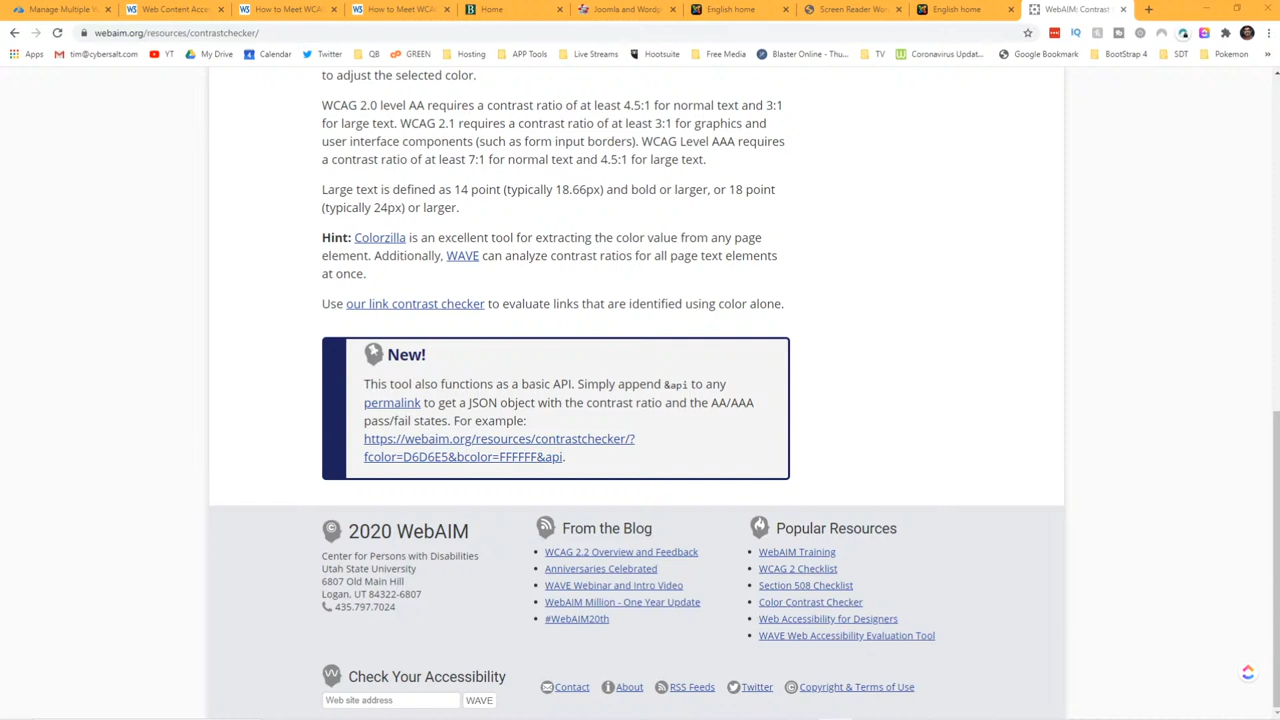 Manage Multiple W
Web Content Acce
How to Meet WCA
How to Meet WCA
Home
Joomla and Wordp
English home
Screen Reader Wor
English home
WebAIM: Contrast
webaim.org/resources/contrastchecker/
Apps
tim@cybersalt.com
YT
My Drive
Calendar
Twitter
QB
GREEN
Hosting
APP Tools
Live Streams
Hootsuite
Free Media
Blaster Online - Thu...
TV
Coronavirus Updat...
Google Bookmark
BootStrap 4
SDT
Pokemon
to adjust the selected color.
WCAG 2.0 level AA requires a contrast ratio of at least 4.5:1 for normal text and 3:1
for large text. WCAG 2.1 requires a contrast ratio of at least 3:1 for graphics and
user interface components (such as form input borders). WCAG Level AAA requires
a contrast ratio of at least 7:1 for normal text and 4.5:1 for large text.
Large text is defined as 14 point (typically 18.66px) and bold or larger, or 18 point
(typically 24px) or larger.
Hint: Colorzilla is an excellent tool for extracting the color value from any page
element. Additionally, WAVE can analyze contrast ratios for all page text elements
at once.
Use our link contrast checker to evaluate links that are identified using color alone.
New!
This tool also functions as a basic API. Simply append &api to any
permalink to get a JSON object with the contrast ratio and the AA/AAA
pass/fail states. For example:
https://webaim.org/resources/contrastchecker/?
fcolor=D6D6E5&bcolor=FFFFFF&api.
2020 WebAIM
Center for Persons with Disabilities
Utah State University
6807 Old Main Hill
Logan, UT 84322-6807
435.797.7024
From the Blog
WCAG 2.2 Overview and Feedback
Anniversaries Celebrated
WAVE Webinar and Intro Video
WebAIM Million - One Year Update
#WebAIM20th
Popular Resources
WebAIM Training
WCAG 2 Checklist
Section 508 Checklist
Color Contrast Checker
Web Accessibility for Designers
WAVE Web Accessibility Evaluation Tool
Check Your Accessibility
Web site address
WAVE
Contact
About
RSS Feeds
Twitter
Copyright & Terms of Use